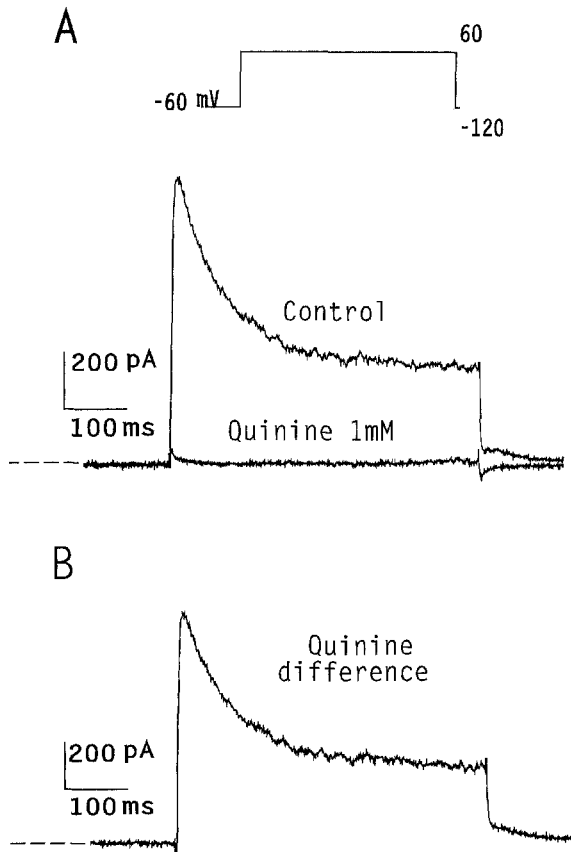 A
60
-60 mV
-120
Control
200 pA
100 ms
Quinine 1mM
B
Quinine
difference
200 pA
100 ms